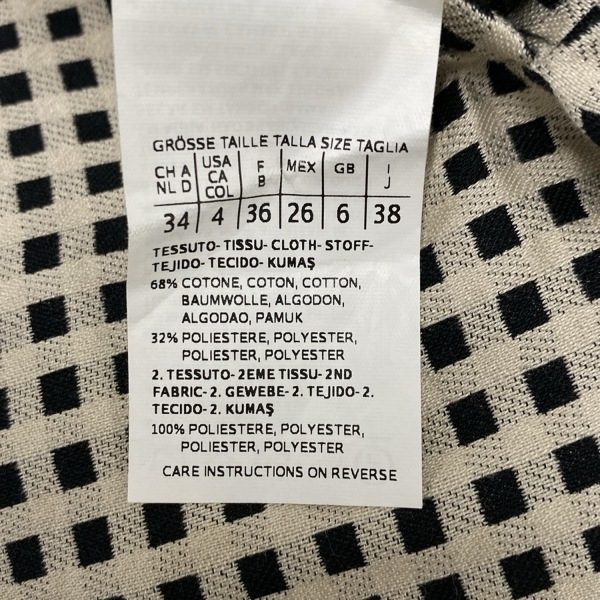 GRÖSSE TAILLE TALLA SIZE TAGLIA
CH A NL D USA CA COL F B MEX GB I J
34 4 36 26 6 38
TESSUTO- TISSU- CLOTH- STOFF-
TEJIDO- TECIDO- KUMAŞ
68% COTONE, COTON, COTTON,
BAUMWOLLE, ALGODON,
ALGODAO, PAMUK
32% POLIESTERE, POLYESTER,
POLIESTER, POLYESTER
2. TESSUTO- 2EME TISSU- 2ND
FABRIC- 2. GEWEBE- 2. TEJIDO- 2.
TECIDO- 2. KUMAŞ
100% POLIESTERE, POLYESTER,
POLIESTER, POLYESTER
CARE INSTRUCTIONS ON REVERSE